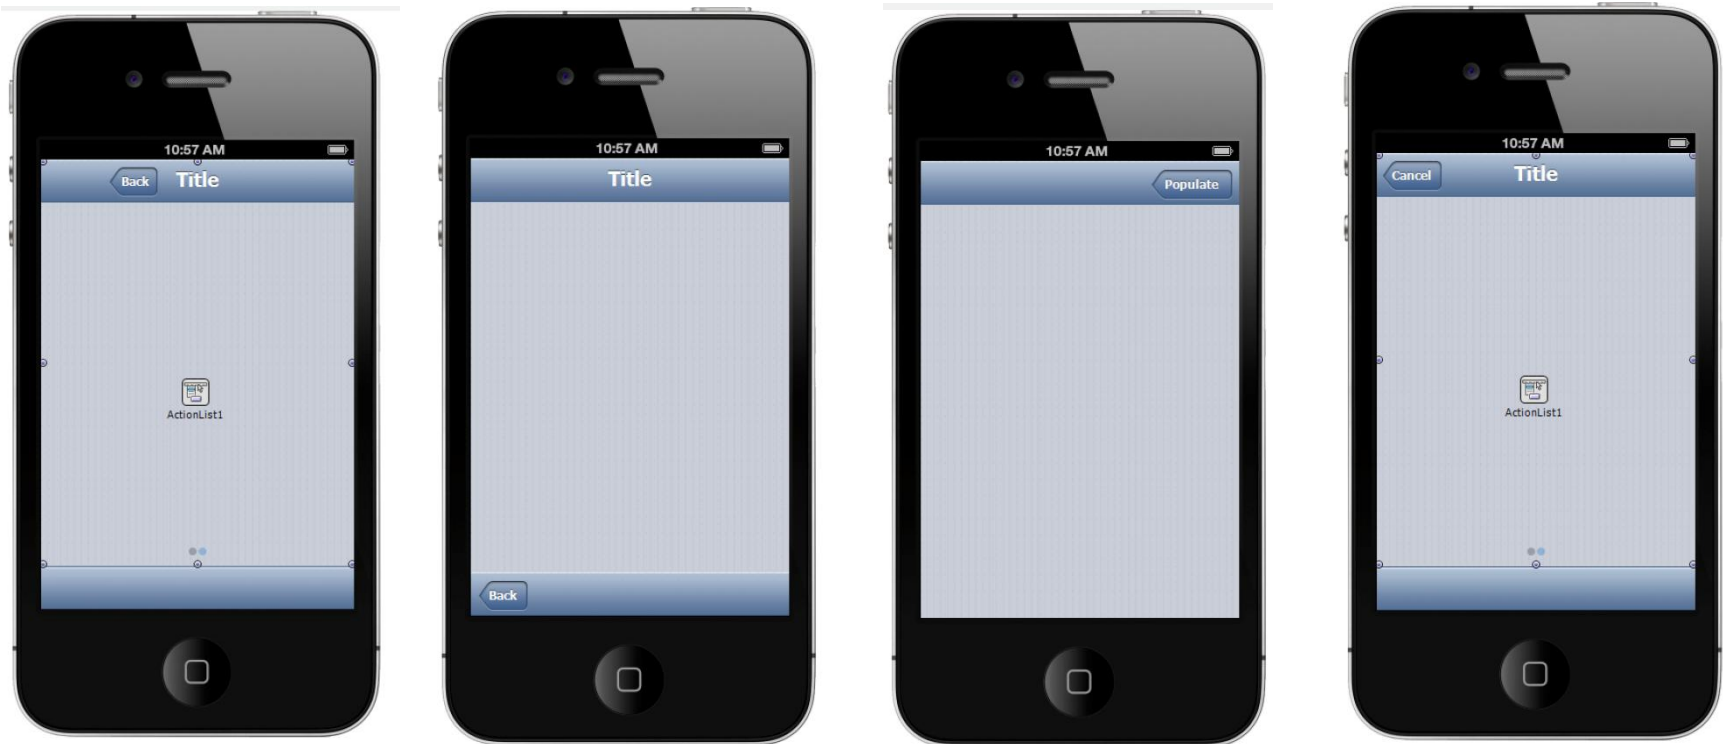 10:57 AM
Back
Title
ActionList1
10:57 AM
Title
Back
10:57 AM
Populate
10:57 AM
Cancel
Title
ActionList1